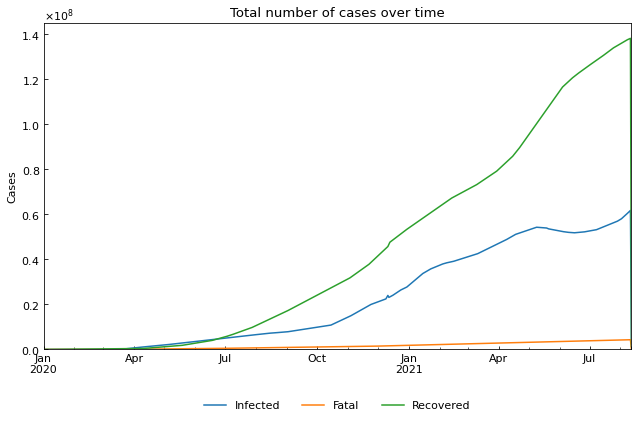 Total number of cases over time
×10⁸
1.4
1.2
1.0
0.8
0.6
0.4
0.2
0.0
Cases
Jan Apr Jul Oct Jan Apr Jul
2020 2021
Infected Fatal Recovered